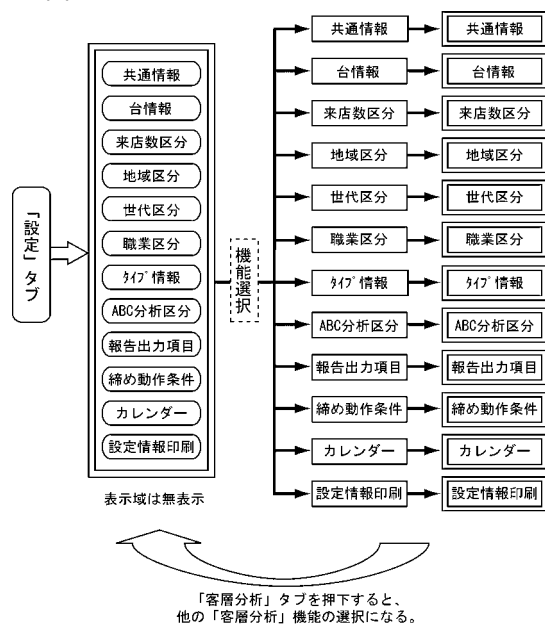 「設定」タブ
共通情報
台情報
来店数区分
地域区分
世代区分
職業区分
ﾀｲﾌﾟ情報
ABC分析区分
報告出力項目
締め動作条件
カレンダー
設定情報印刷
表示域は無表示
機能選択
共通情報 共通情報
台情報 台情報
来店数区分 来店数区分
地域区分 地域区分
世代区分 世代区分
職業区分 職業区分
ﾀｲﾌﾟ情報 ﾀｲﾌﾟ情報
ABC分析区分 ABC分析区分
報告出力項目 報告出力項目
締め動作条件 締め動作条件
カレンダー カレンダー
設定情報印刷 設定情報印刷
「客層分析」タブを押下すると、
他の「客層分析」機能の選択になる。